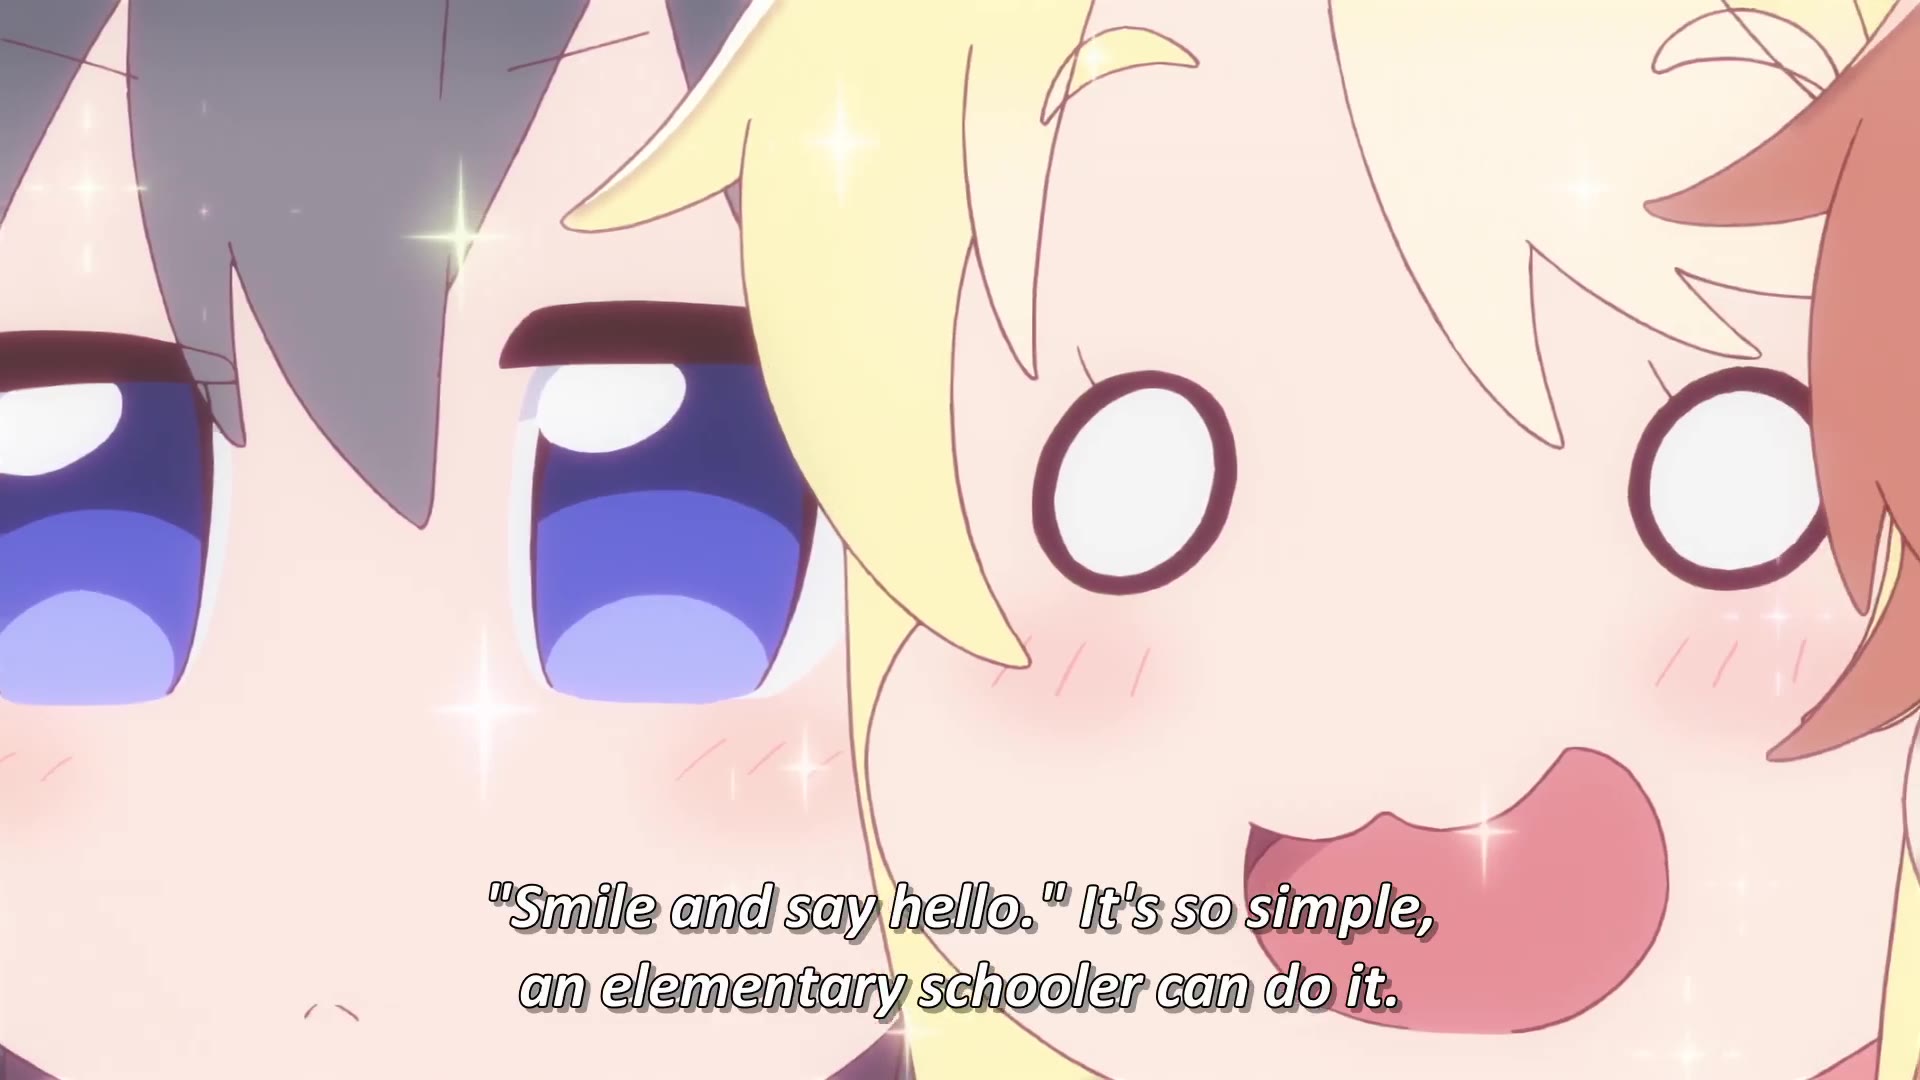 "Smile and say hello." It's so simple,
an elementary schooler can do it.